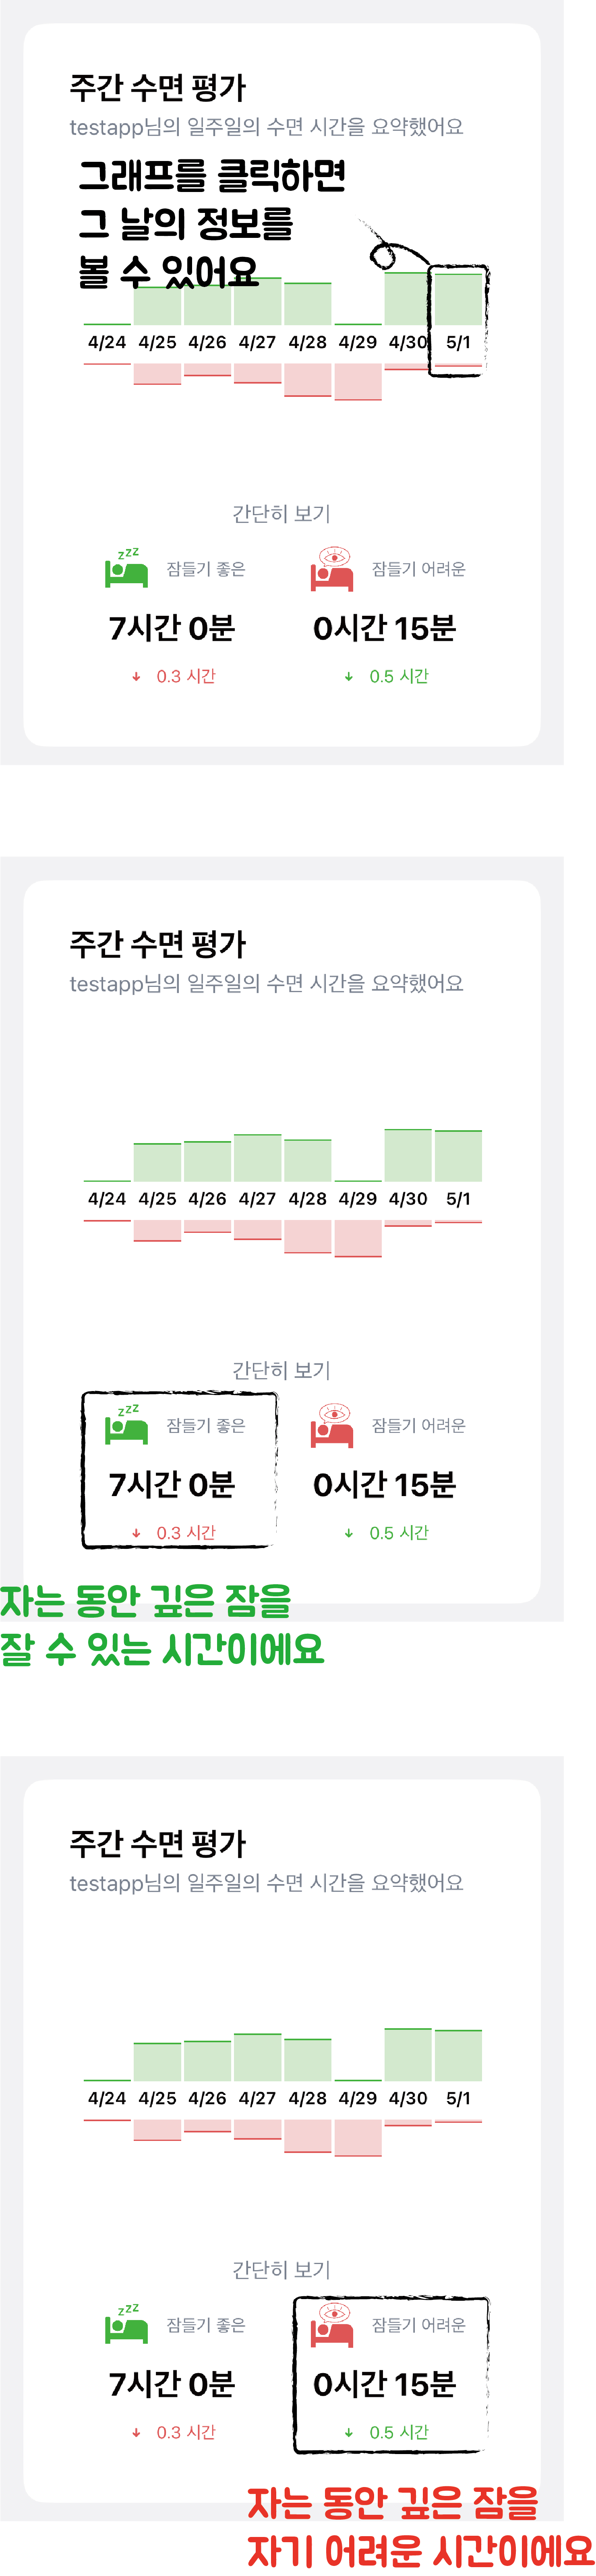 주간 수면 평가
testapp님의 일주일의 수면 시간을 요약했어요
그래프를 클릭하면
그 날의 정보를
볼 수 있어요
4/24 4/25 4/26 4/27 4/28 4/29 4/30 5/1
간단히 보기
zzz 잠들기 좋은 잠들기 어려운
7시간 0분 0시간 15분
↓ 0.3 시간 ↓ 0.5 시간
주간 수면 평가
testapp님의 일주일의 수면 시간을 요약했어요
4/24 4/25 4/26 4/27 4/28 4/29 4/30 5/1
간단히 보기
zzz 잠들기 좋은 잠들기 어려운
7시간 0분 0시간 15분
↓ 0.3 시간 ↓ 0.5 시간
자는 동안 깊은 잠을
잘 수 있는 시간이에요
주간 수면 평가
testapp님의 일주일의 수면 시간을 요약했어요
4/24 4/25 4/26 4/27 4/28 4/29 4/30 5/1
간단히 보기
zzz 잠들기 좋은 잠들기 어려운
7시간 0분 0시간 15분
↓ 0.3 시간 ↓ 0.5 시간
자는 동안 깊은 잠을
자기 어려운 시간이에요